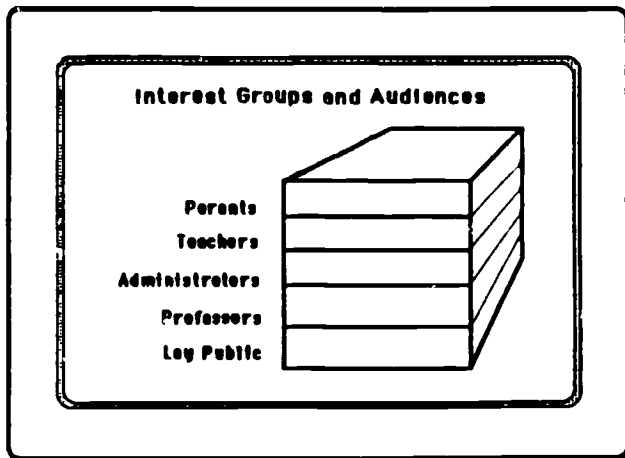 Interest Groups and Audiences
Parents
Teachers
Administrators
Professors
Lay Public